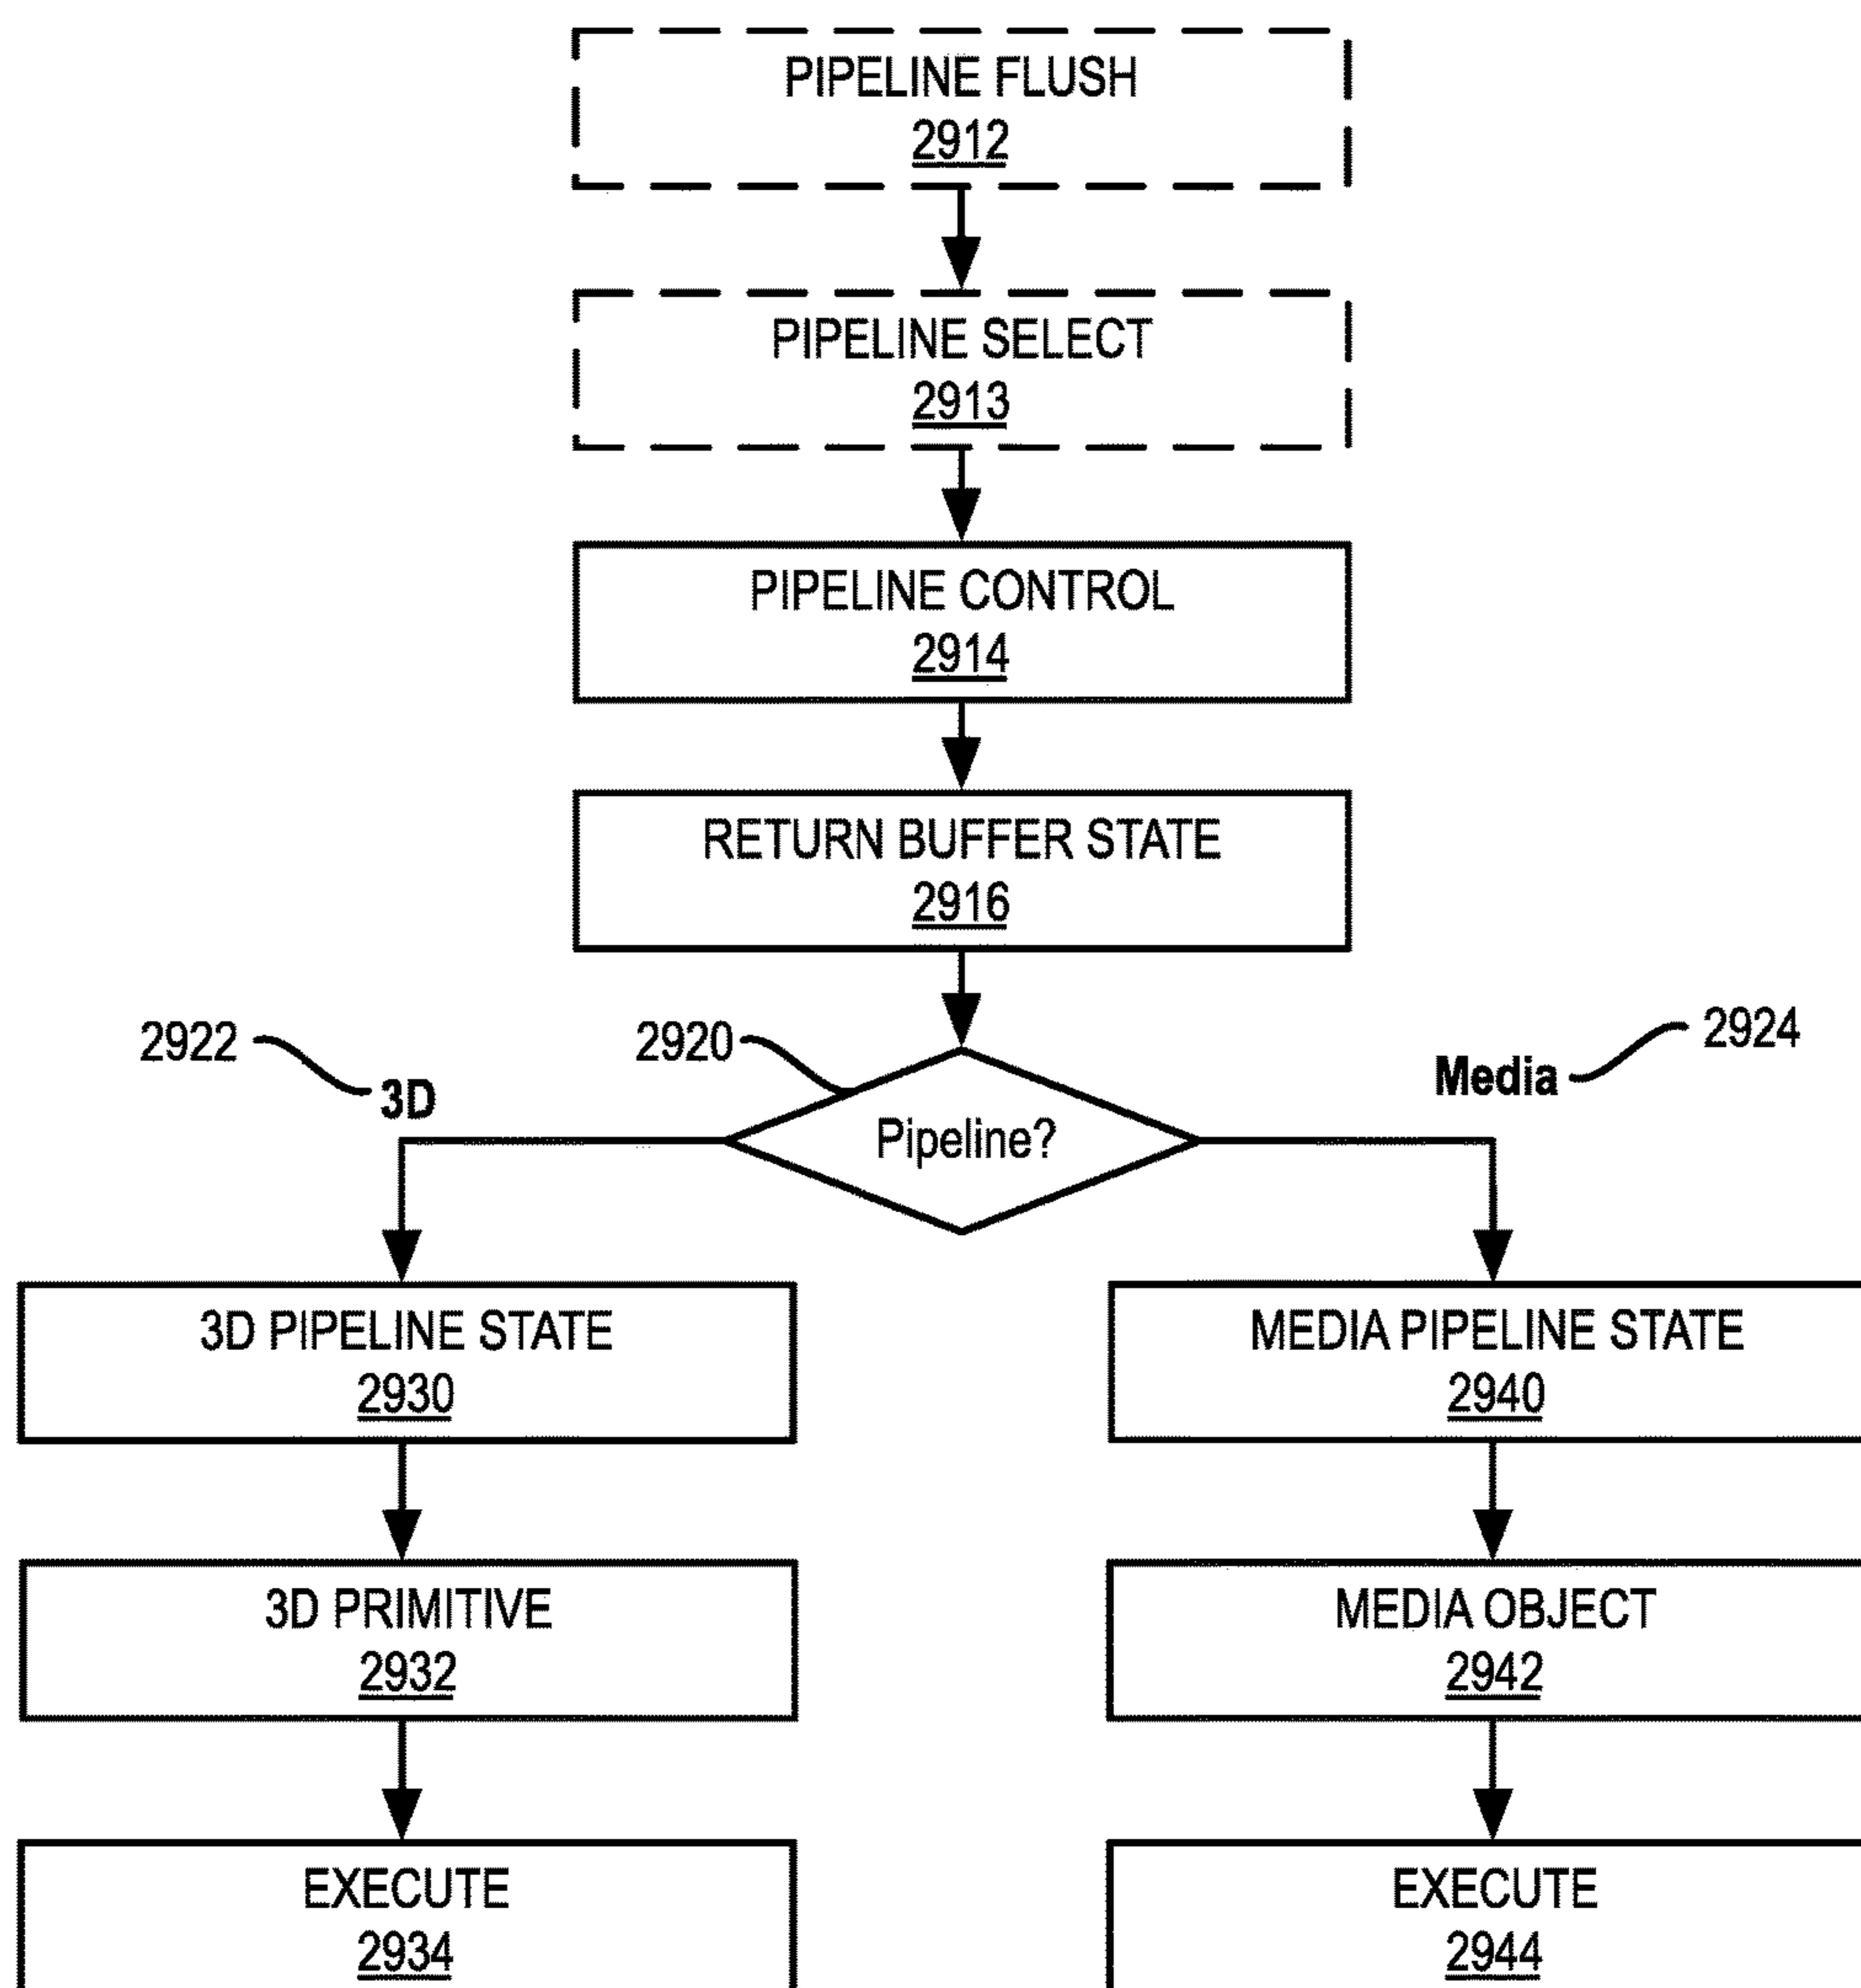 PIPELINE FLUSH
2912
PIPELINE SELECT
2913
PIPELINE CONTROL
2914
RETURN BUFFER STATE
2916
2922
3D
2920
Pipeline?
Media
2924
3D PIPELINE STATE
2930
MEDIA PIPELINE STATE
2940
3D PRIMITIVE
2932
MEDIA OBJECT
2942
EXECUTE
2934
EXECUTE
2944